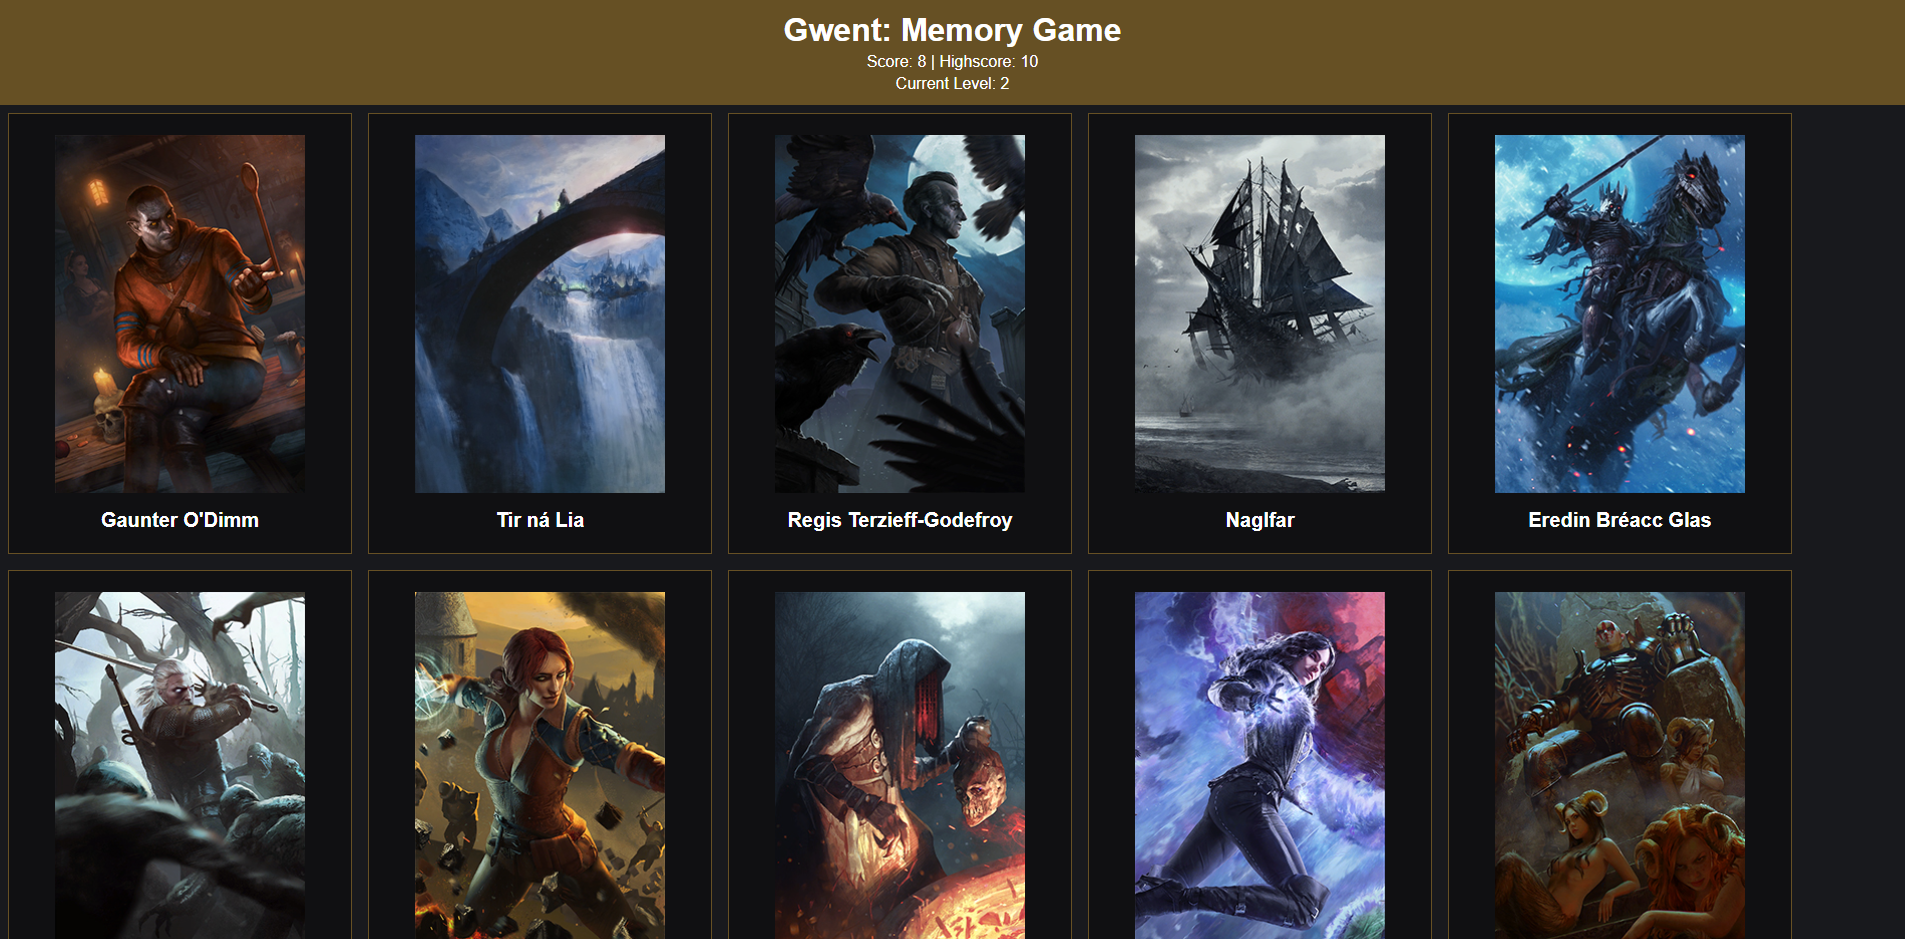 Gwent: Memory Game
Score: 8 | Highscore: 10
Current Level: 2
Gaunter O'Dimm
Tir ná Lia
Regis Terzieff-Godefroy
Naglfar
Eredin Bréacc Glas